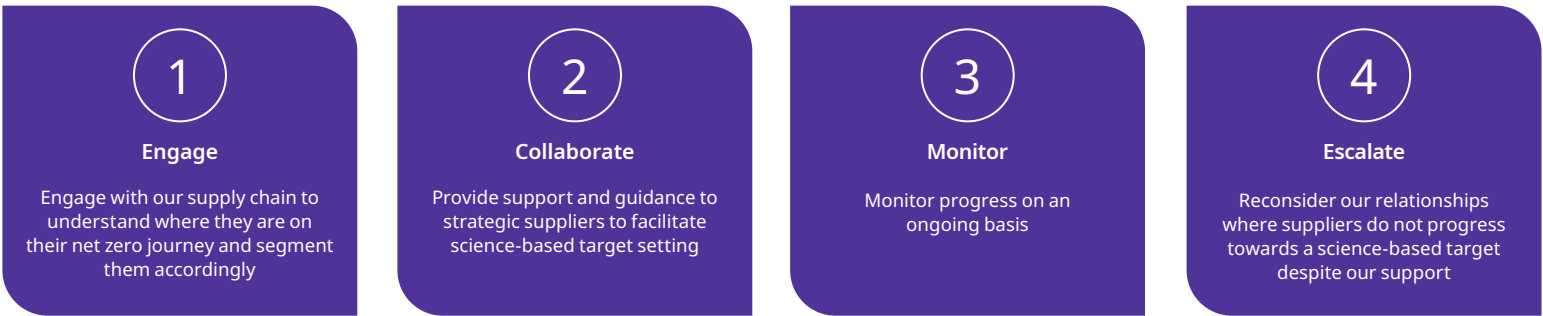 1
Engage
Engage with our supply chain to
understand where they are on
their net zero journey and segment
them accordingly
2
Collaborate
Provide support and guidance to
strategic suppliers to facilitate
science-based target setting
3
Monitor
Monitor progress on an
ongoing basis
4
Escalate
Reconsider our relationships
where suppliers do not progress
towards a science-based target
despite our support